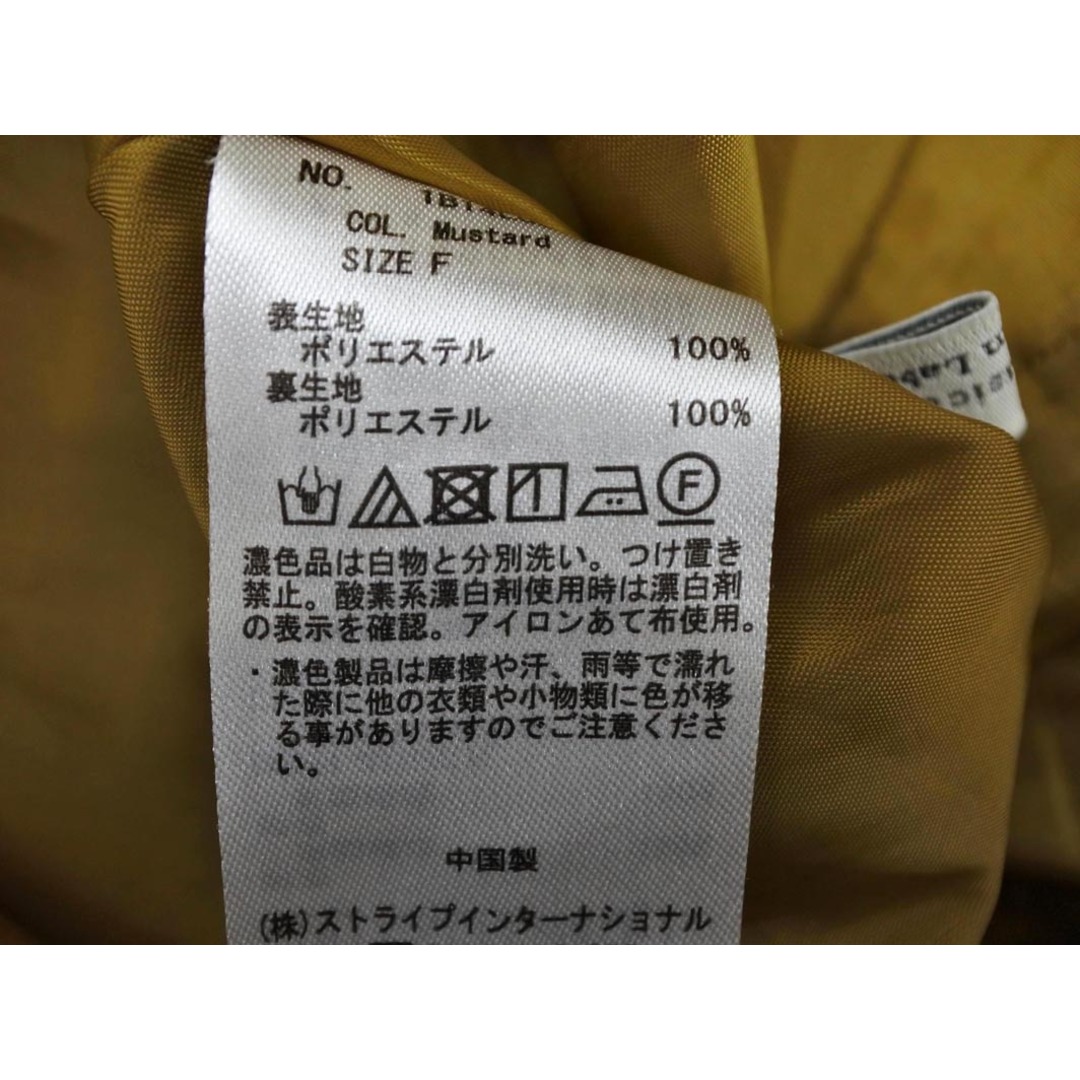 NO.
COL. Mustard
SIZE F
表生地
ポリエステル 100%
裏生地
ポリエステル 100%
F
濃色品は白物と分別洗い。つけ置き
禁止。酸素系漂白剤使用時は漂白剤
の表示を確認。アイロンあて布使用。
・濃色製品は摩擦や汗、雨等で濡れ
た際に他の衣類や小物類に色が移
る事がありますのでご注意くださ
い。
中国製
(株)ストライプインターナショナル